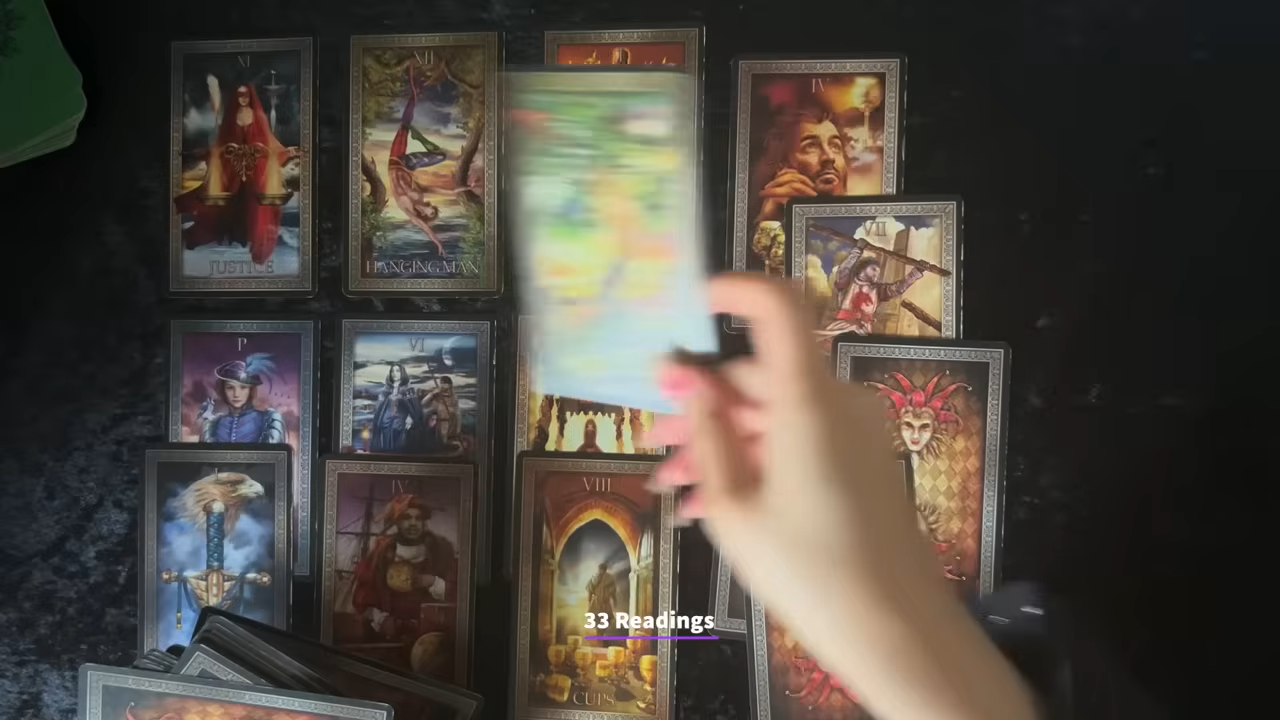 XI
XII
IV
JUSTICE
HANGING MAN
VII
P
VI
I
IV
VIII
33 Readings
CUPS